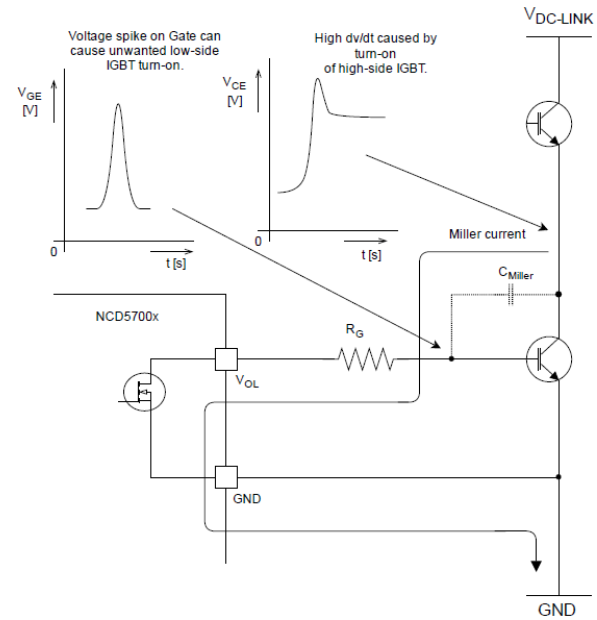 Voltage spike on Gate can
cause unwanted low-side
IGBT turn-on.
High dv/dt caused by
turn-on
of high-side IGBT.
VDC-LINK
VGE
[V]
VCE
[V]
0
t [s]
0
t [s]
Miller current
CMiller
NCD5700x
RG
VOL
GND
GND